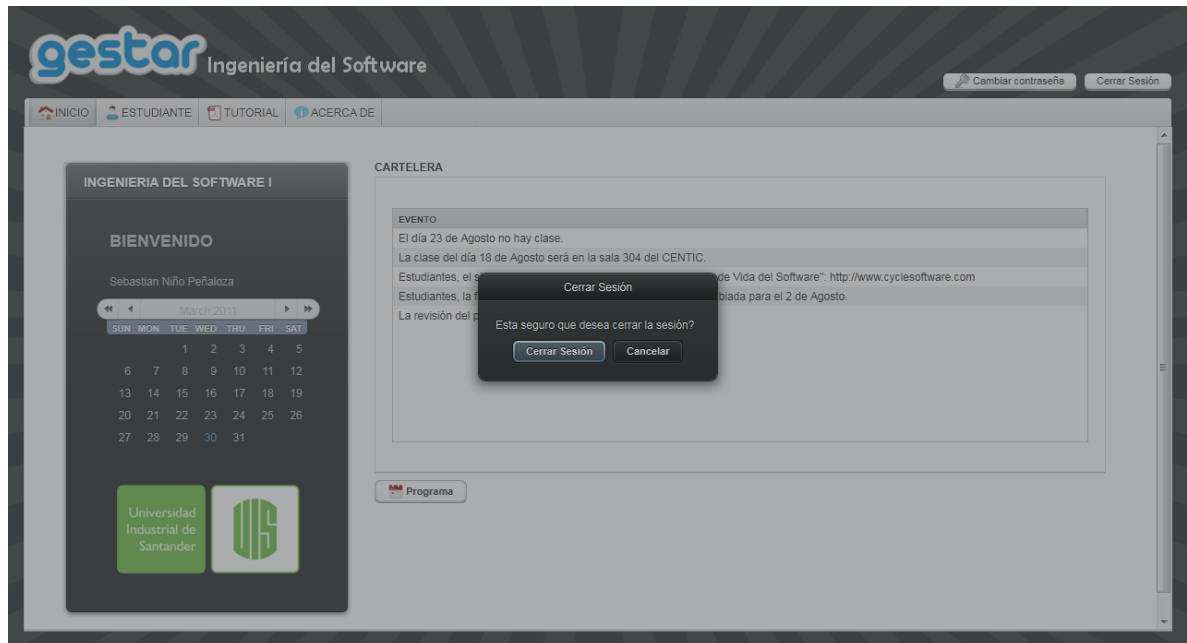 gestar Ingeniería del Software
Cambiar contraseña Cerrar Sesión
INICIO ESTUDIANTE TUTORIAL ACERCA DE
INGENIERIA DEL SOFTWARE I
BIENVENIDO
Sebastian Niño Peñaloza
March 2011
SUN MON TUE WED THU FRI SAT
1 2 3 4 5
6 7 8 9 10 11 12
13 14 15 16 17 18 19
20 21 22 23 24 25 26
27 28 29 30 31
Universidad
Industrial de
Santander
CARTELERA
EVENTO
El día 23 de Agosto no hay clase.
La clase del día 18 de Agosto será en la sala 304 del CENTIC.
Estudiantes, el de Vida del Software": http://www.cyclesoftware.com
Estudiantes, la para el 2 de Agosto.
La revisión del
Cerrar Sesión
Esta seguro que desea cerrar la sesión?
Cerrar Sesión Cancelar
Programa